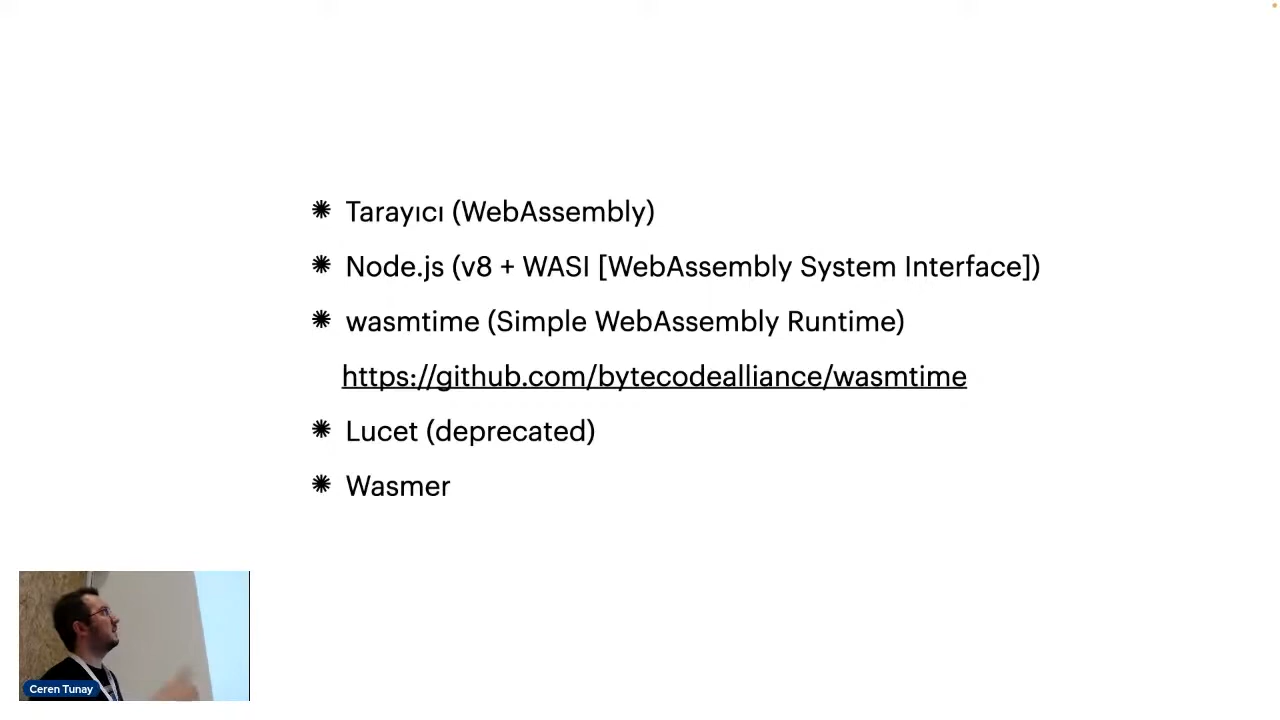 ✺ Tarayıcı (WebAssembly)
✺ Node.js (v8 + WASI [WebAssembly System Interface])
✺ wasmtime (Simple WebAssembly Runtime)
https://github.com/bytecodealliance/wasmtime
✺ Lucet (deprecated)
✺ Wasmer
Ceren Tunay